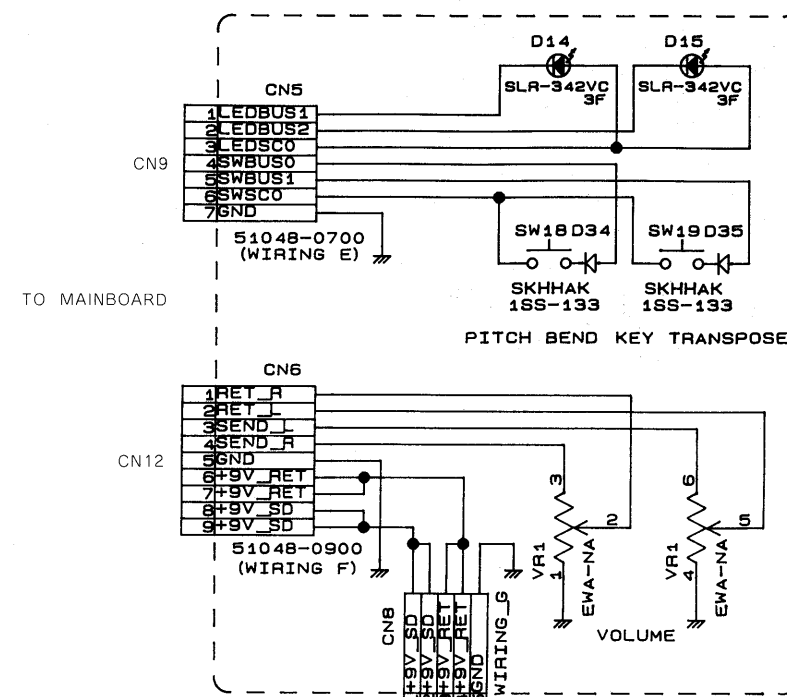 D14
D15
SLR-342VC
3F
SLR-342VC
3F
CN5
1 LEDBUS1
2 LEDBUS2
3 LEDSC0
4 SWBUS0
5 SWBUS1
6 SWSC0
7 GND
CN9
51048-0700
(WIRING E)
SW18 D34
SW19 D35
SKHHAK
1SS-133
SKHHAK
1SS-133
TO MAINBOARD
PITCH BEND KEY TRANSPOSE
CN6
1 RET_R
2 RET_L
3 SEND_L
4 SEND_R
5 GND
6 +9V_RET
7 +9V_RET
8 +9V_SD
9 +9V_SD
CN12
51048-0900
(WIRING F)
3
2
1
VR1
EWA-NA
6
5
4
VR1
EWA-NA
VOLUME
CN8
+9V_SD
+9V_SD
+9V_RET
+9V_RET
GND
WIRING_G